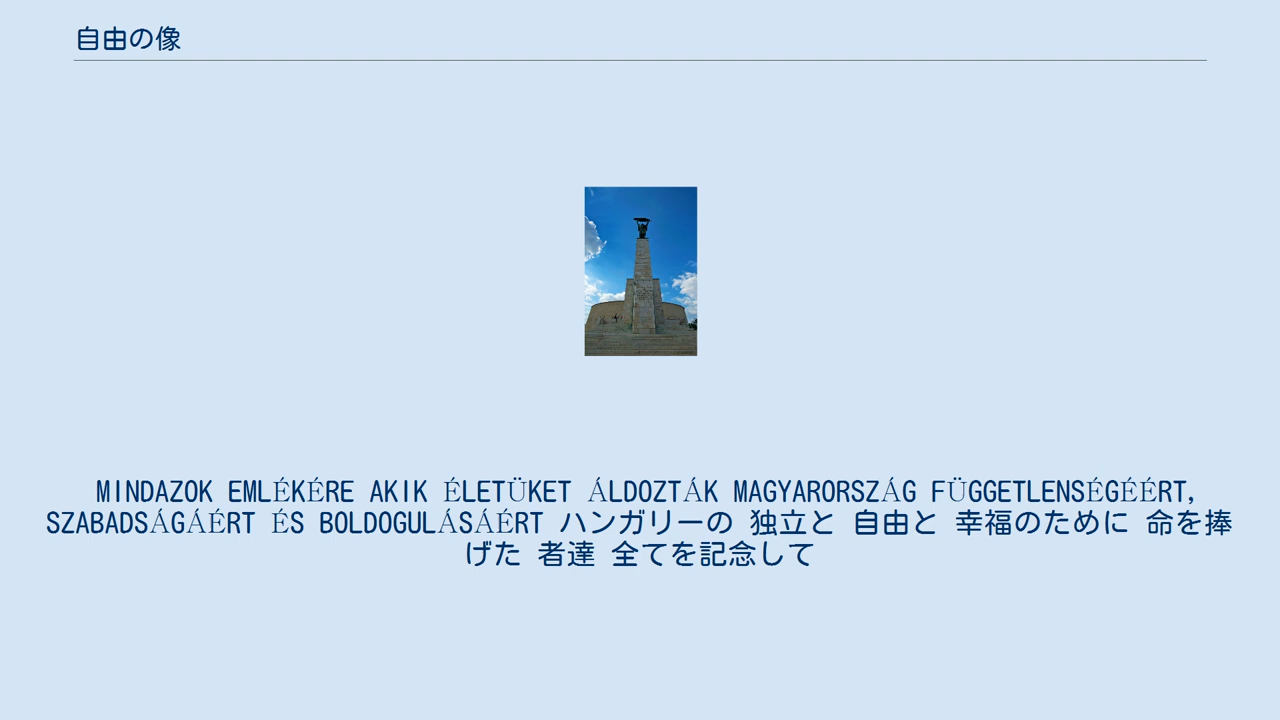 自由の像
MINDAZOK EMLÉKÉRE AKIK ÉLETÜKET ÁLDOZTÁK MAGYARORSZÁG FÜGGETLENSÉGÉÉRT,
SZABADSÁGÁÉRT ÉS BOLDOGULÁSÁÉRT ハンガリーの 独立と 自由と 幸福のために 命を捧
げた 者達 全てを記念して